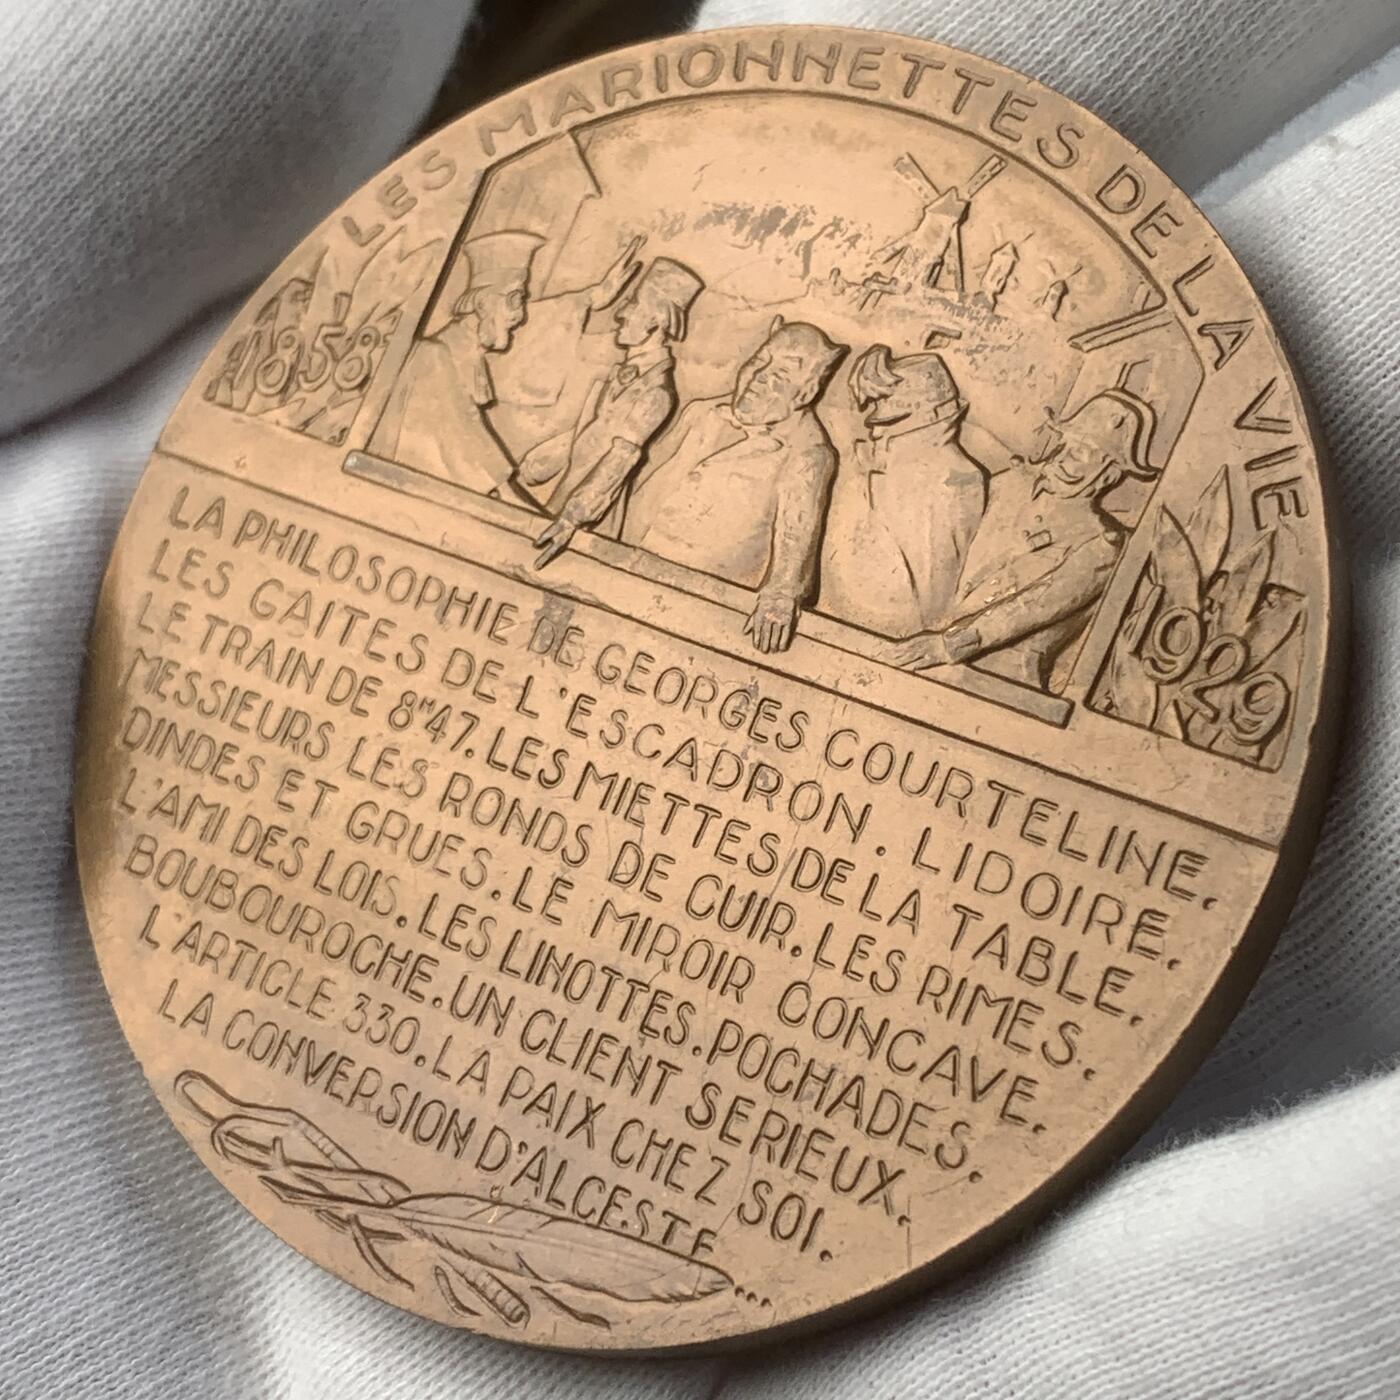 LES MARIONNETTES DE LA VIE
1858
1929
LA PHILOSOPHIE DE GEORGES COURTELINE.
LES GAITES DE L'ESCADRON. LIDOIRE.
LE TRAIN DE 8"47. LES MIETTES DE LA TABLE.
MESSIEURS LES RONDS DE CUIR. LES RIMES.
DINDES ET GRUES. LE MIROIR CONCAVE.
L'AMI DES LOIS. LES LINOTTES. POCHADES.
BOUBOUROCHE. UN CLIENT SERIEUX.
L'ARTICLE 330. LA PAIX CHEZ SOI.
LA CONVERSION D'ALCESTE...